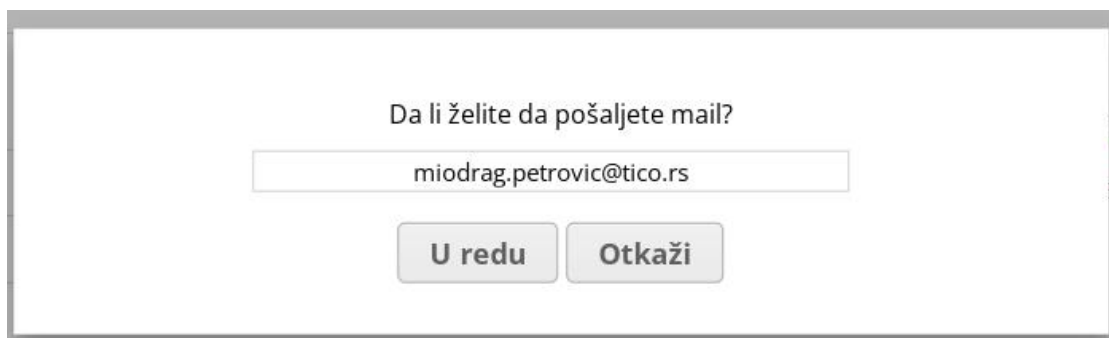 Da li želite da pošaljete mail?
miodrag.petrovic@tico.rs
U redu Otkaži